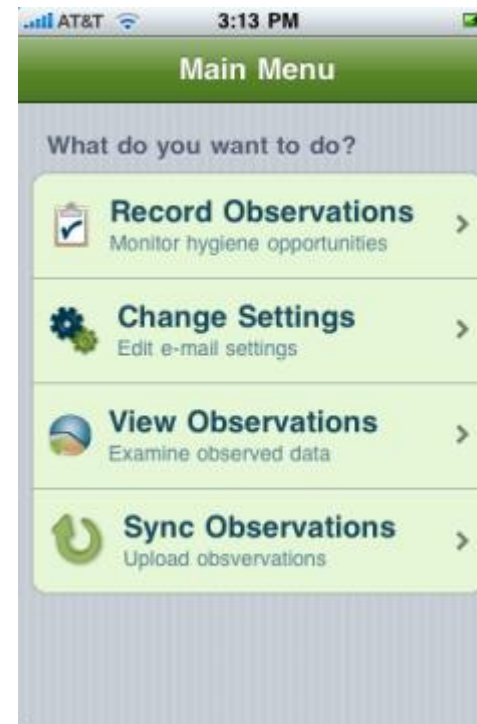 AT&T 3:13 PM
Main Menu
What do you want to do?
Record Observations
Monitor hygiene opportunities
Change Settings
Edit e-mail settings
View Observations
Examine observed data
Sync Observations
Upload obsvervations